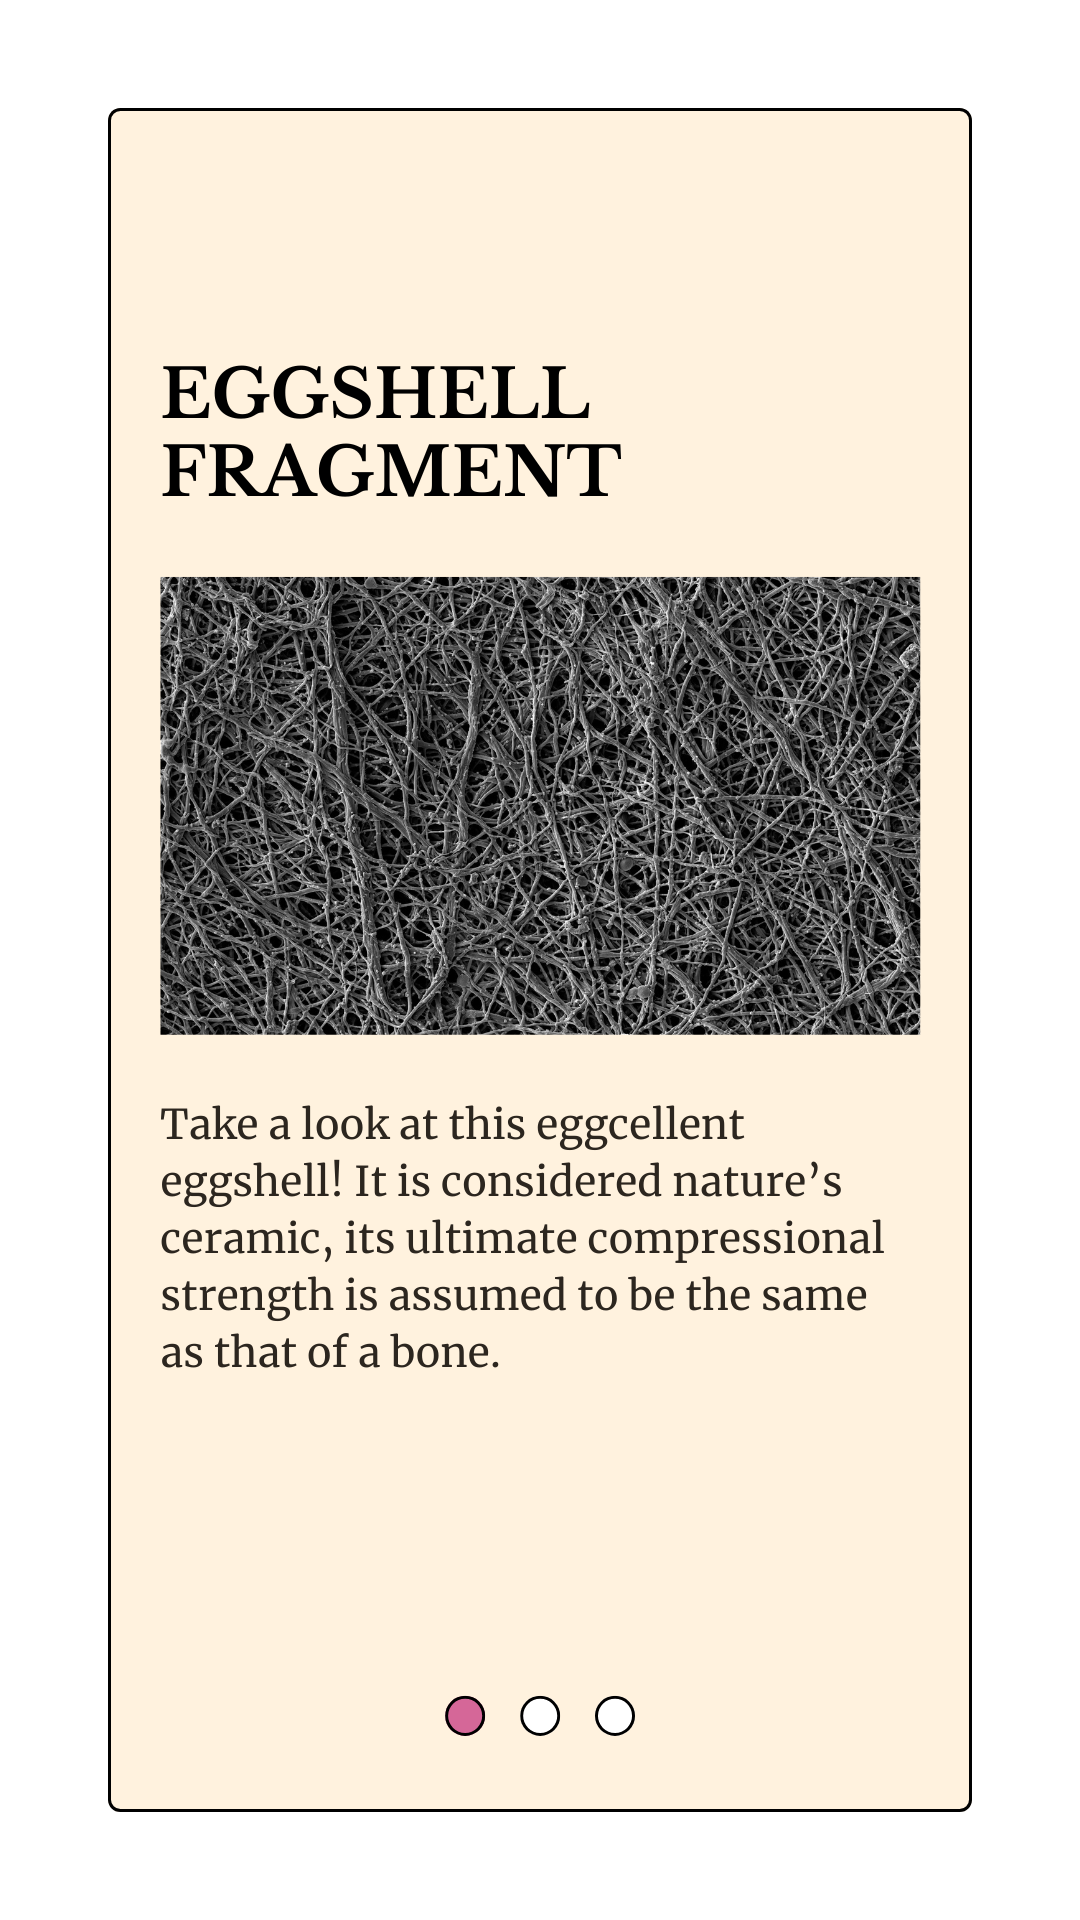 EGGSHELL
FRAGMENT
Take a look at this eggcellent
eggshell! It is considered nature’s
ceramic, its ultimate compressional
strength is assumed to be the same
as that of a bone.